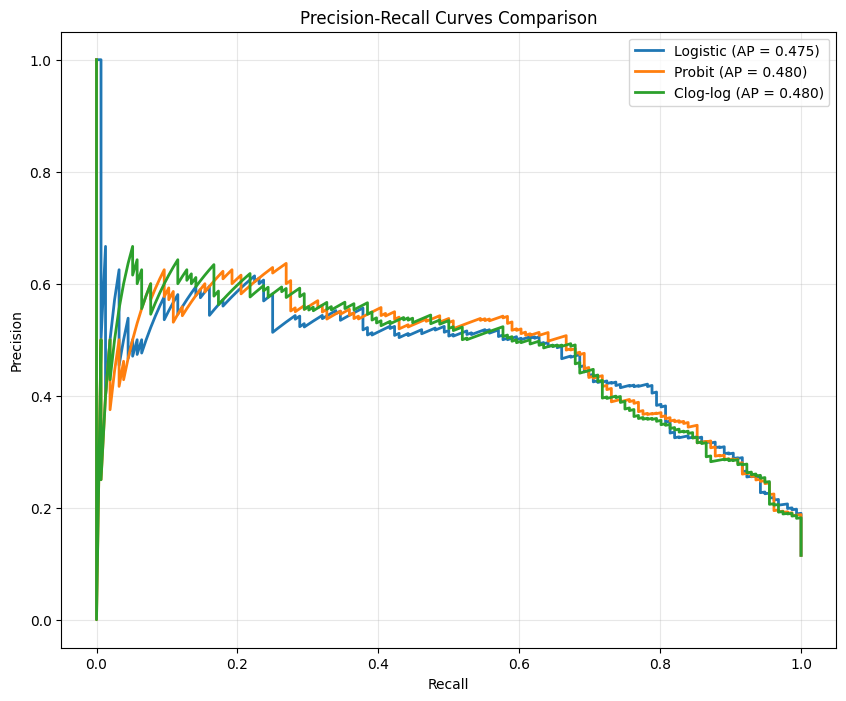 Precision-Recall Curves Comparison
Logistic (AP = 0.475)
Probit (AP = 0.480)
Clog-log (AP = 0.480)
Precision
1.0
0.8
0.6
0.4
0.2
0.0
0.0 0.2 0.4 0.6 0.8 1.0
Recall